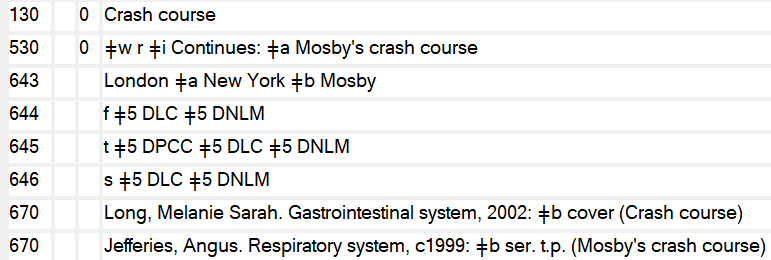 130 0 Crash course
530 0 ǂw r ǂi Continues: ǂa Mosby's crash course
643 London ǂa New York ǂb Mosby
644 f ǂ5 DLC ǂ5 DNLM
645 t ǂ5 DPCC ǂ5 DLC ǂ5 DNLM
646 s ǂ5 DLC ǂ5 DNLM
670 Long, Melanie Sarah. Gastrointestinal system, 2002: ǂb cover (Crash course)
670 Jefferies, Angus. Respiratory system, c1999: ǂb ser. t.p. (Mosby's crash course)